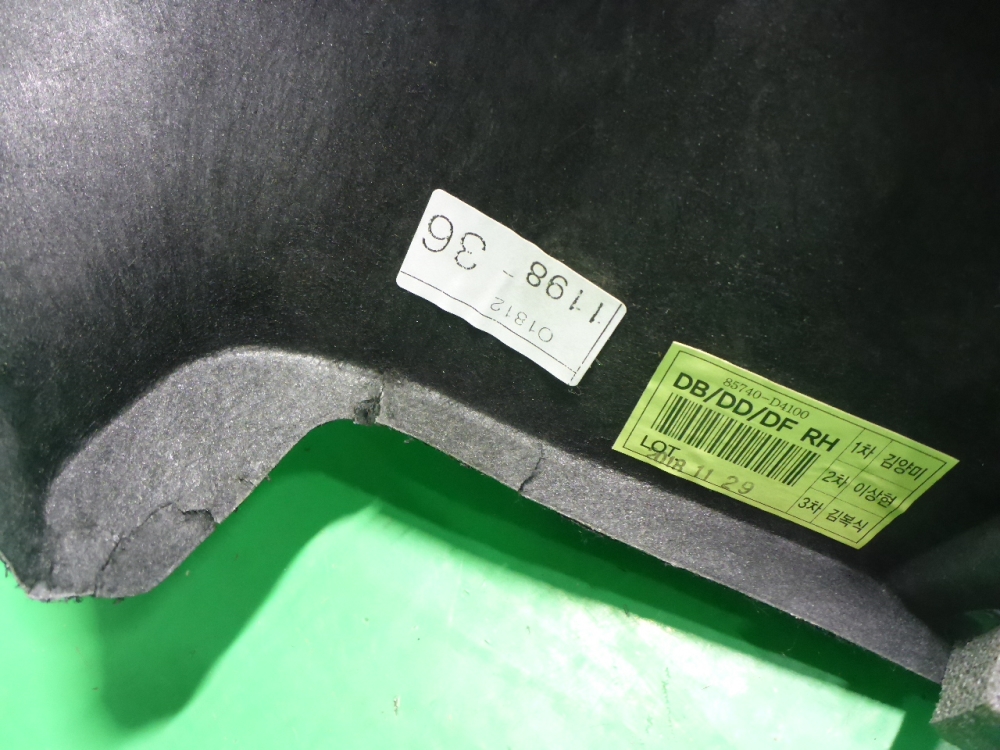 1198 - 36
01812
85740-D4100
DB/DD/DF RH
LOT
2018 11 29
1차 김양미
2차 이상현
3차 김복식